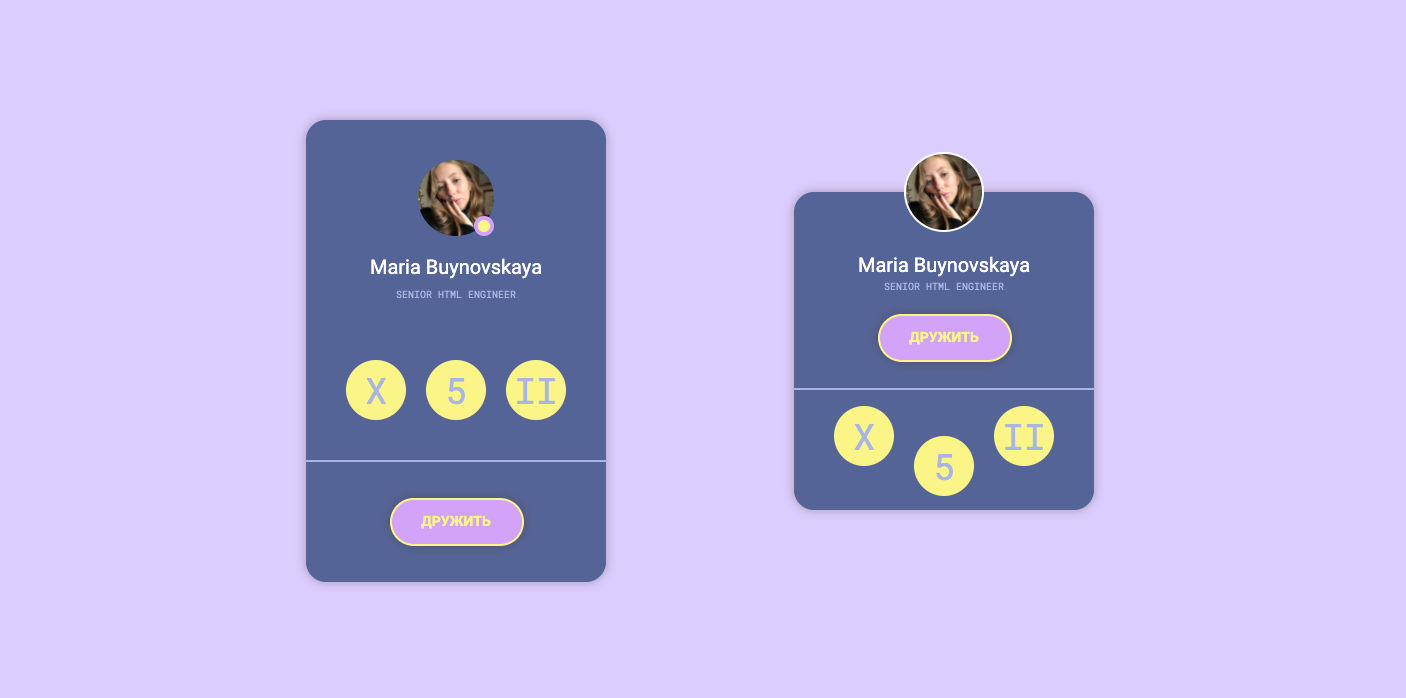 Maria Buynovskaya
SENIOR HTML ENGINEER
X 5 II
ДРУЖИТЬ
Maria Buynovskaya
SENIOR HTML ENGINEER
ДРУЖИТЬ
X 5 II